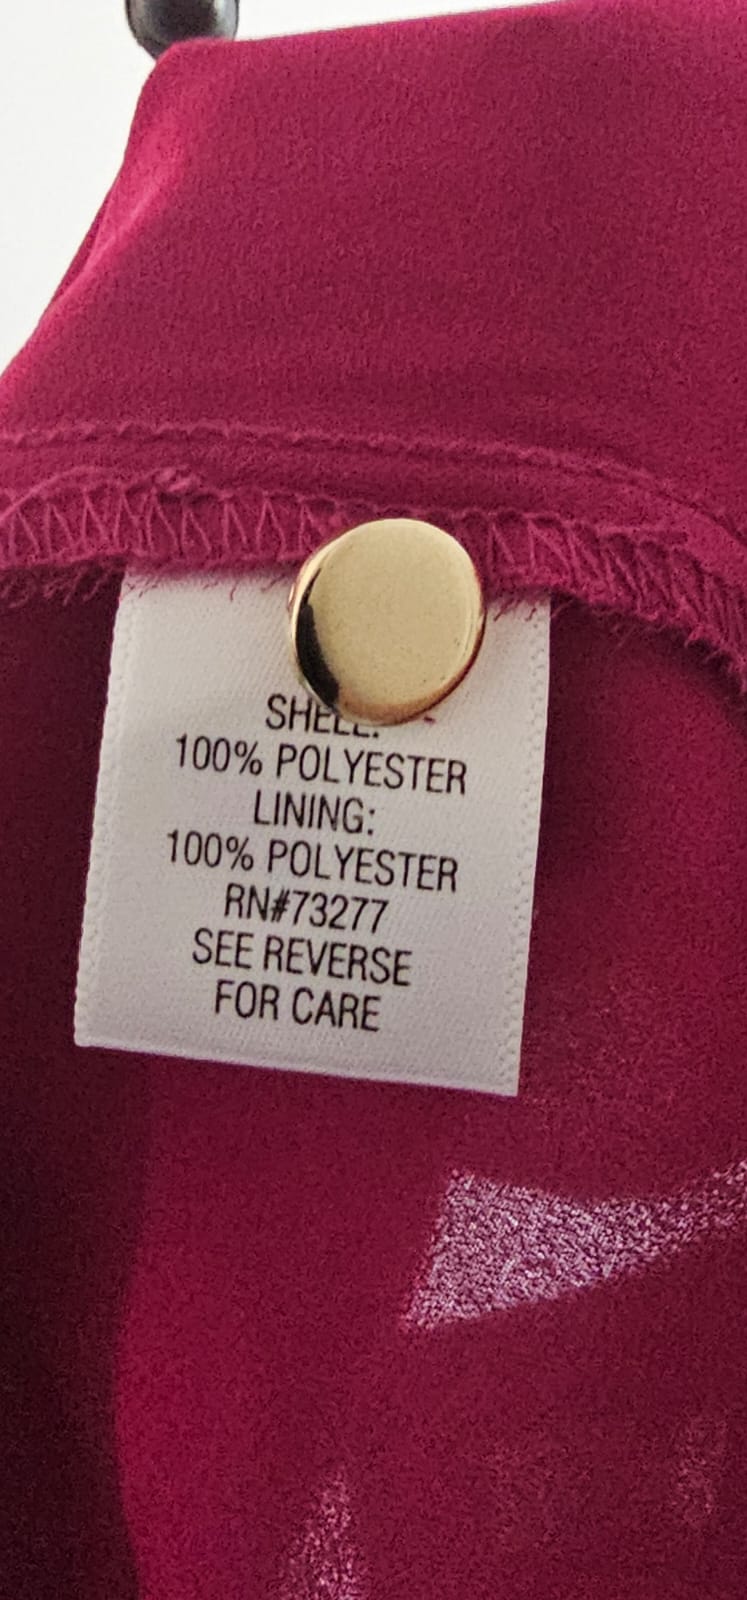 SHELL:
100% POLYESTER
LINING:
100% POLYESTER
RN#73277
SEE REVERSE
FOR CARE